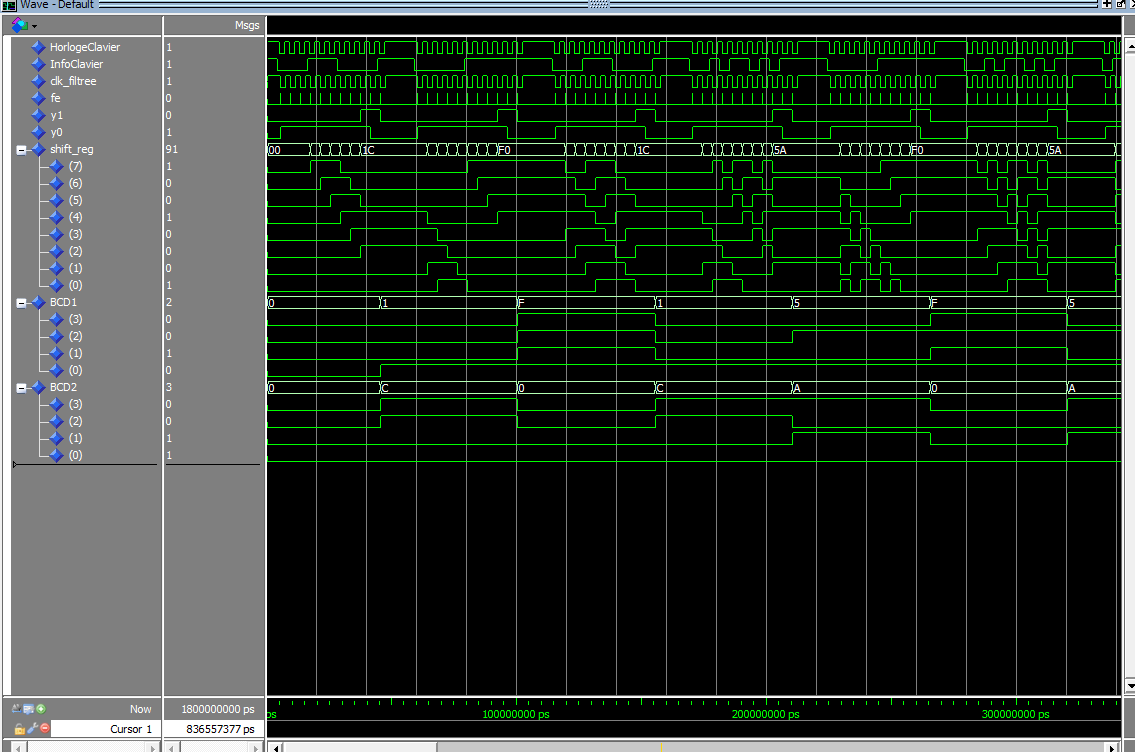 Wave - Default
Msgs
HorlogeClavier 1
InfoClavier 1
clk_filtree 1
fe 0
y1 0
y0 1
shift_reg 91 00 1C F0 1C 5A F0 5A
(7) 1
(6) 0
(5) 0
(4) 1
(3) 0
(2) 0
(1) 0
(0) 1
BCD1 2 0 1 F 1 5 F 5
(3) 0
(2) 0
(1) 1
(0) 0
BCD2 3 0 C 0 C A 0 A
(3) 0
(2) 0
(1) 1
(0) 1
Now 1800000000 ps ps 100000000 ps 200000000 ps 300000000 ps
Cursor 1 836557377 ps